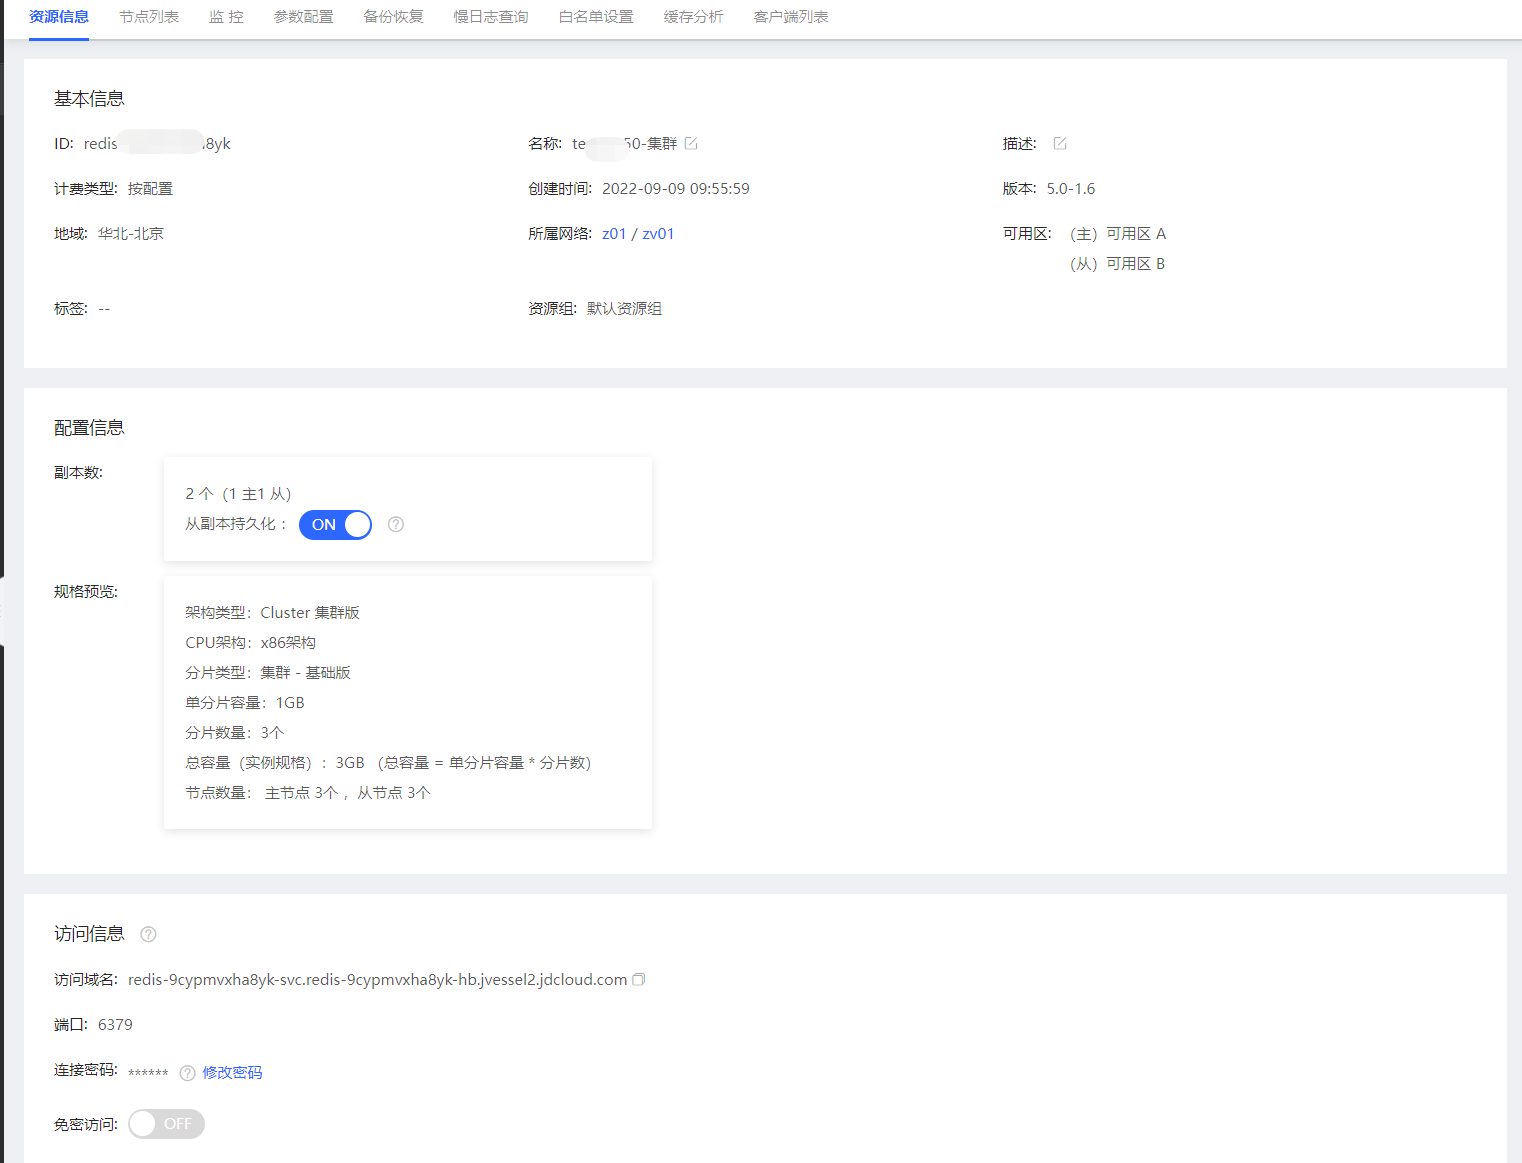 资源信息 节点列表 监 控 参数配置 备份恢复 慢日志查询 白名单设置 缓存分析 客户端列表
基本信息
ID: redis 8yk 名称: te 50-集群 描述:
计费类型: 按配置 创建时间: 2022-09-09 09:55:59 版本: 5.0-1.6
地域: 华北-北京 所属网络: z01 / zv01 可用区: (主) 可用区 A
(从) 可用区 B
标签: -- 资源组: 默认资源组
配置信息
副本数:
2 个（1 主1 从）
从副本持久化： ON
规格预览:
架构类型：Cluster 集群版
CPU架构：x86架构
分片类型：集群 - 基础版
单分片容量：1GB
分片数量：3个
总容量（实例规格）：3GB （总容量 = 单分片容量 * 分片数）
节点数量： 主节点 3个 ，从节点 3个
访问信息
访问域名: redis-9cypmvxha8yk-svc.redis-9cypmvxha8yk-hb.jvessel2.jdcloud.com
端口: 6379
连接密码: ****** 修改密码
免密访问: OFF